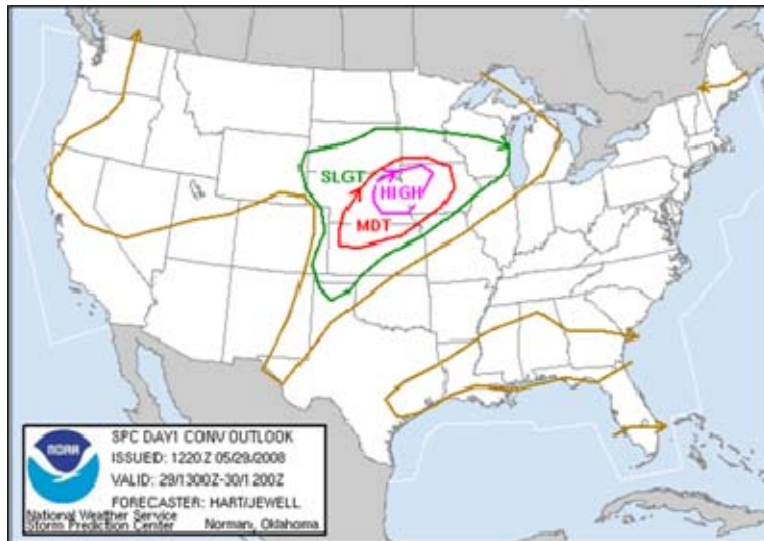 SLGT
HIGH
MDT
SPC DAY1 CONV OUTLOOK
ISSUED: 1220Z 05/29/2008
VALID: 29/1300Z-30/1200Z
FORECASTER: HART/JEWELL
National Weather Service
Storm Prediction Center Norman, Oklahoma
NOAA